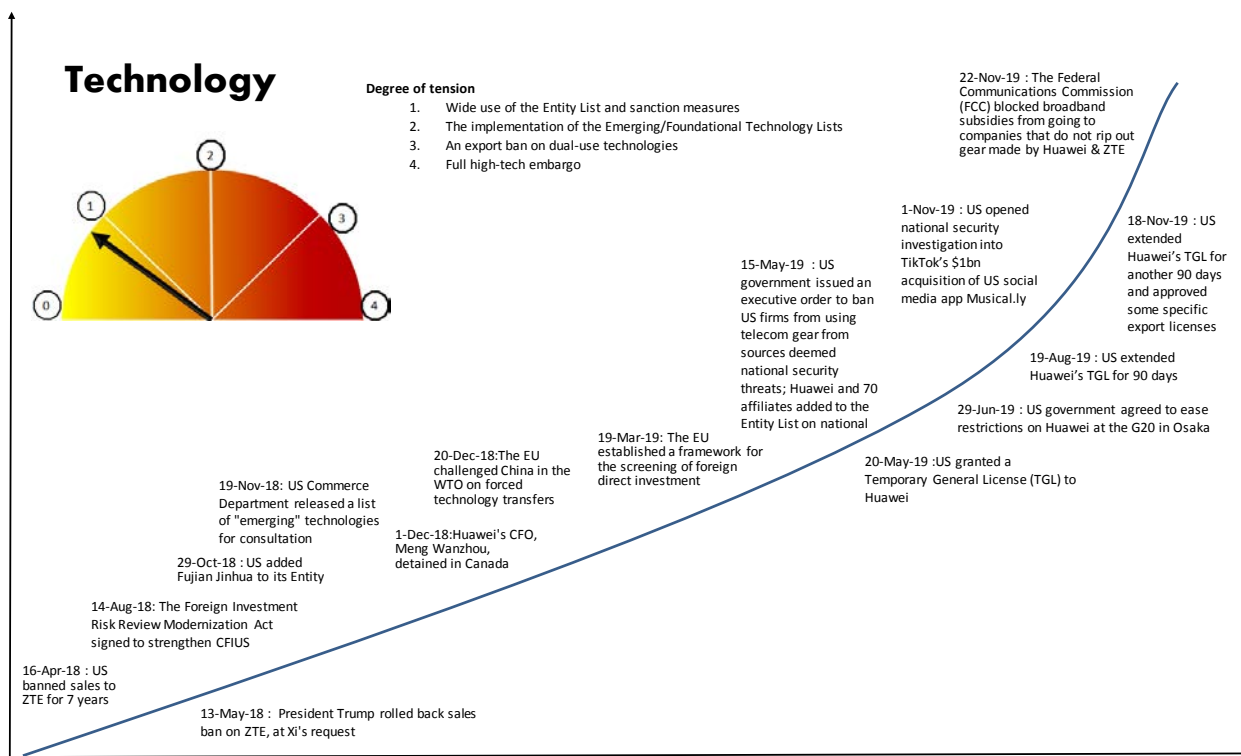 Technology
Degree of tension
1. Wide use of the Entity List and sanction measures
2. The implementation of the Emerging/Foundational Technology Lists
3. An export ban on dual-use technologies
4. Full high-tech embargo
0
1
2
3
4
22-Nov-19 : The Federal
Communications Commission
(FCC) blocked broadband
subsidies from going to
companies that do not rip out
gear made by Huawei & ZTE
1-Nov-19 : US opened
national security
investigation into
TikTok's $1bn
acquisition of US social
media app Musical.ly
18-Nov-19 : US
extended
Huawei's TGL for
another 90 days
and approved
some specific
export licenses
15-May-19 : US
government issued an
executive order to ban
US firms from using
telecom gear from
sources deemed
national security
threats; Huawei and 70
affiliates added to the
Entity List on national
19-Aug-19 : US extended
Huawei's TGL for 90 days
29-Jun-19 : US government agreed to ease
restrictions on Huawei at the G20 in Osaka
20-May-19 :US granted a
Temporary General License (TGL) to
Huawei
19-Mar-19: The EU
established a framework for
the screening of foreign
direct investment
20-Dec-18:The EU
challenged China in the
WTO on forced
technology transfers
1-Dec-18:Huawei's CFO,
Meng Wanzhou,
detained in Canada
19-Nov-18: US Commerce
Department released a list
of "emerging" technologies
for consultation
29-Oct-18 : US added
Fujian Jinhua to its Entity
14-Aug-18: The Foreign Investment
Risk Review Modernization Act
signed to strengthen CFIUS
16-Apr-18 : US
banned sales to
ZTE for 7 years
13-May-18 : President Trump rolled back sales
ban on ZTE, at Xi's request